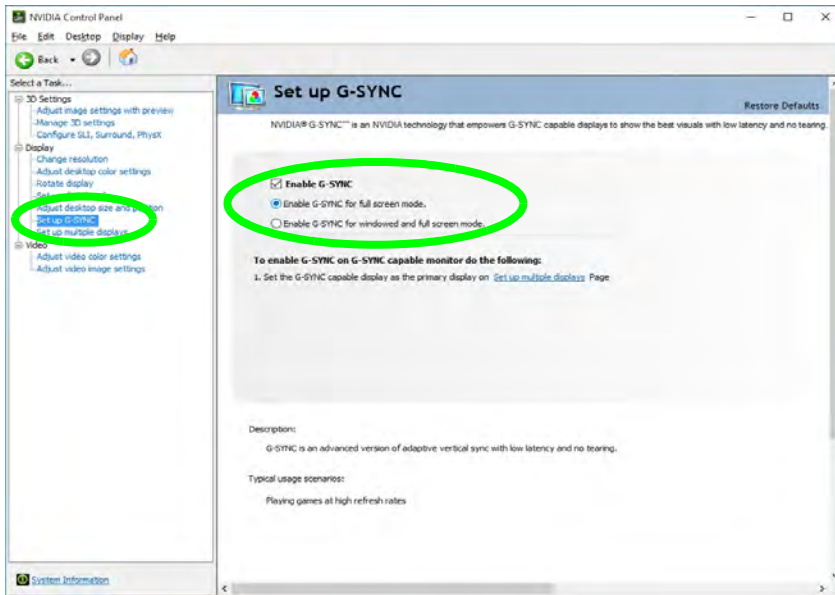 NVIDIA Control Panel
File Edit Desktop Display Help
Back
Select a Task...
3D Settings
Adjust image settings with preview
Manage 3D settings
Configure SLI, Surround, PhysX
Display
Change resolution
Adjust desktop color settings
Rotate display
Adjust desktop size and position
Set up G-SYNC
Set up multiple displays
Video
Adjust video color settings
Adjust video image settings
System Information
Set up G-SYNC
Restore Defaults
NVIDIA® G-SYNC™ is an NVIDIA technology that empowers G-SYNC capable displays to show the best visuals with low latency and no tearing.
Enable G-SYNC
Enable G-SYNC for full screen mode.
Enable G-SYNC for windowed and full screen mode.
To enable G-SYNC on G-SYNC capable monitor do the following:
1. Set the G-SYNC capable display as the primary display on Set up multiple displays Page
Description:
G-SYNC is an advanced version of adaptive vertical sync with low latency and no tearing.
Typical usage scenarios:
Playing games at high refresh rates